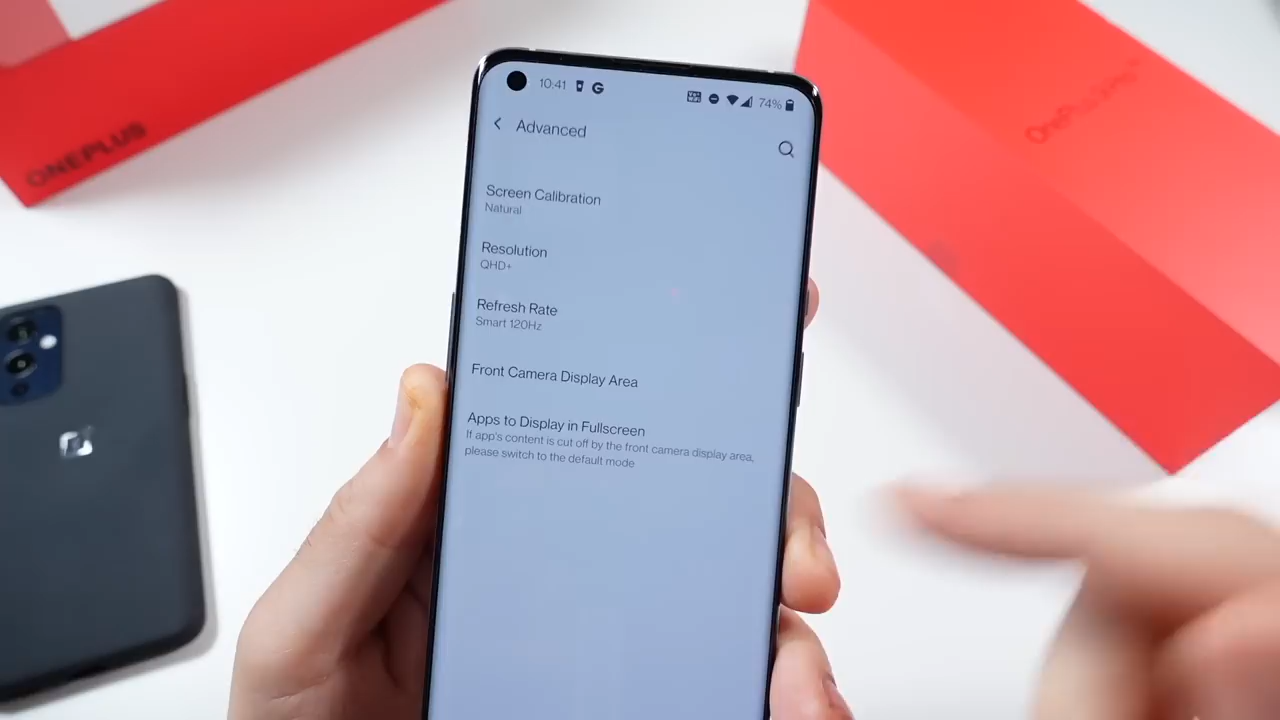 10:41
74%
Advanced
Screen Calibration
Natural
Resolution
QHD+
Refresh Rate
Smart 120Hz
Front Camera Display Area
Apps to Display in Fullscreen
If app's content is cut off by the front camera display area,
please switch to the default mode
ONEPLUS